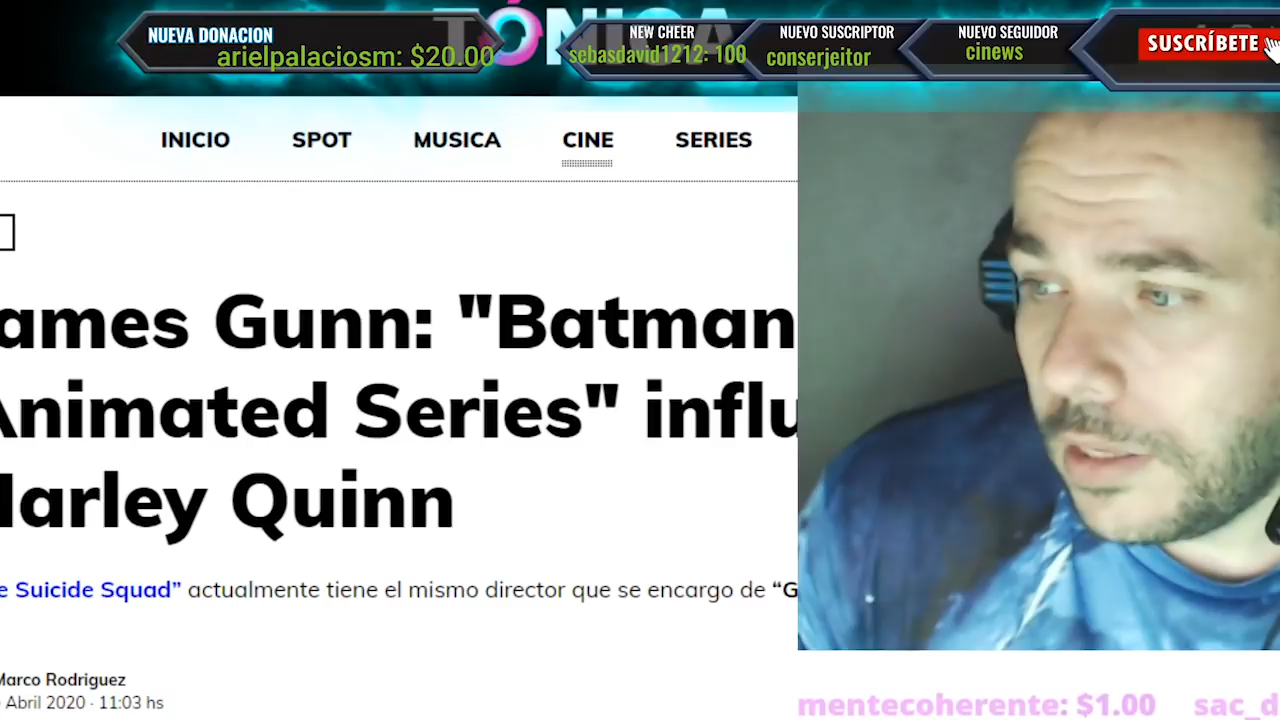 TÓNICA
NUEVA DONACION
arielpalaciosm: $20.00
NEW CHEER
sebasdavid1212: 100
NUEVO SUSCRIPTOR
conserjeitor
NUEVO SEGUIDOR
cinews
SUSCRÍBETE
INICIO SPOT MUSICA CINE SERIES
ames Gunn: "Batman
Animated Series" influ
Harley Quinn
e Suicide Squad” actualmente tiene el mismo director que se encargo de “G
Marco Rodriguez
Abril 2020 · 11:03 hs
mentecoherente: $1.00 sac_d